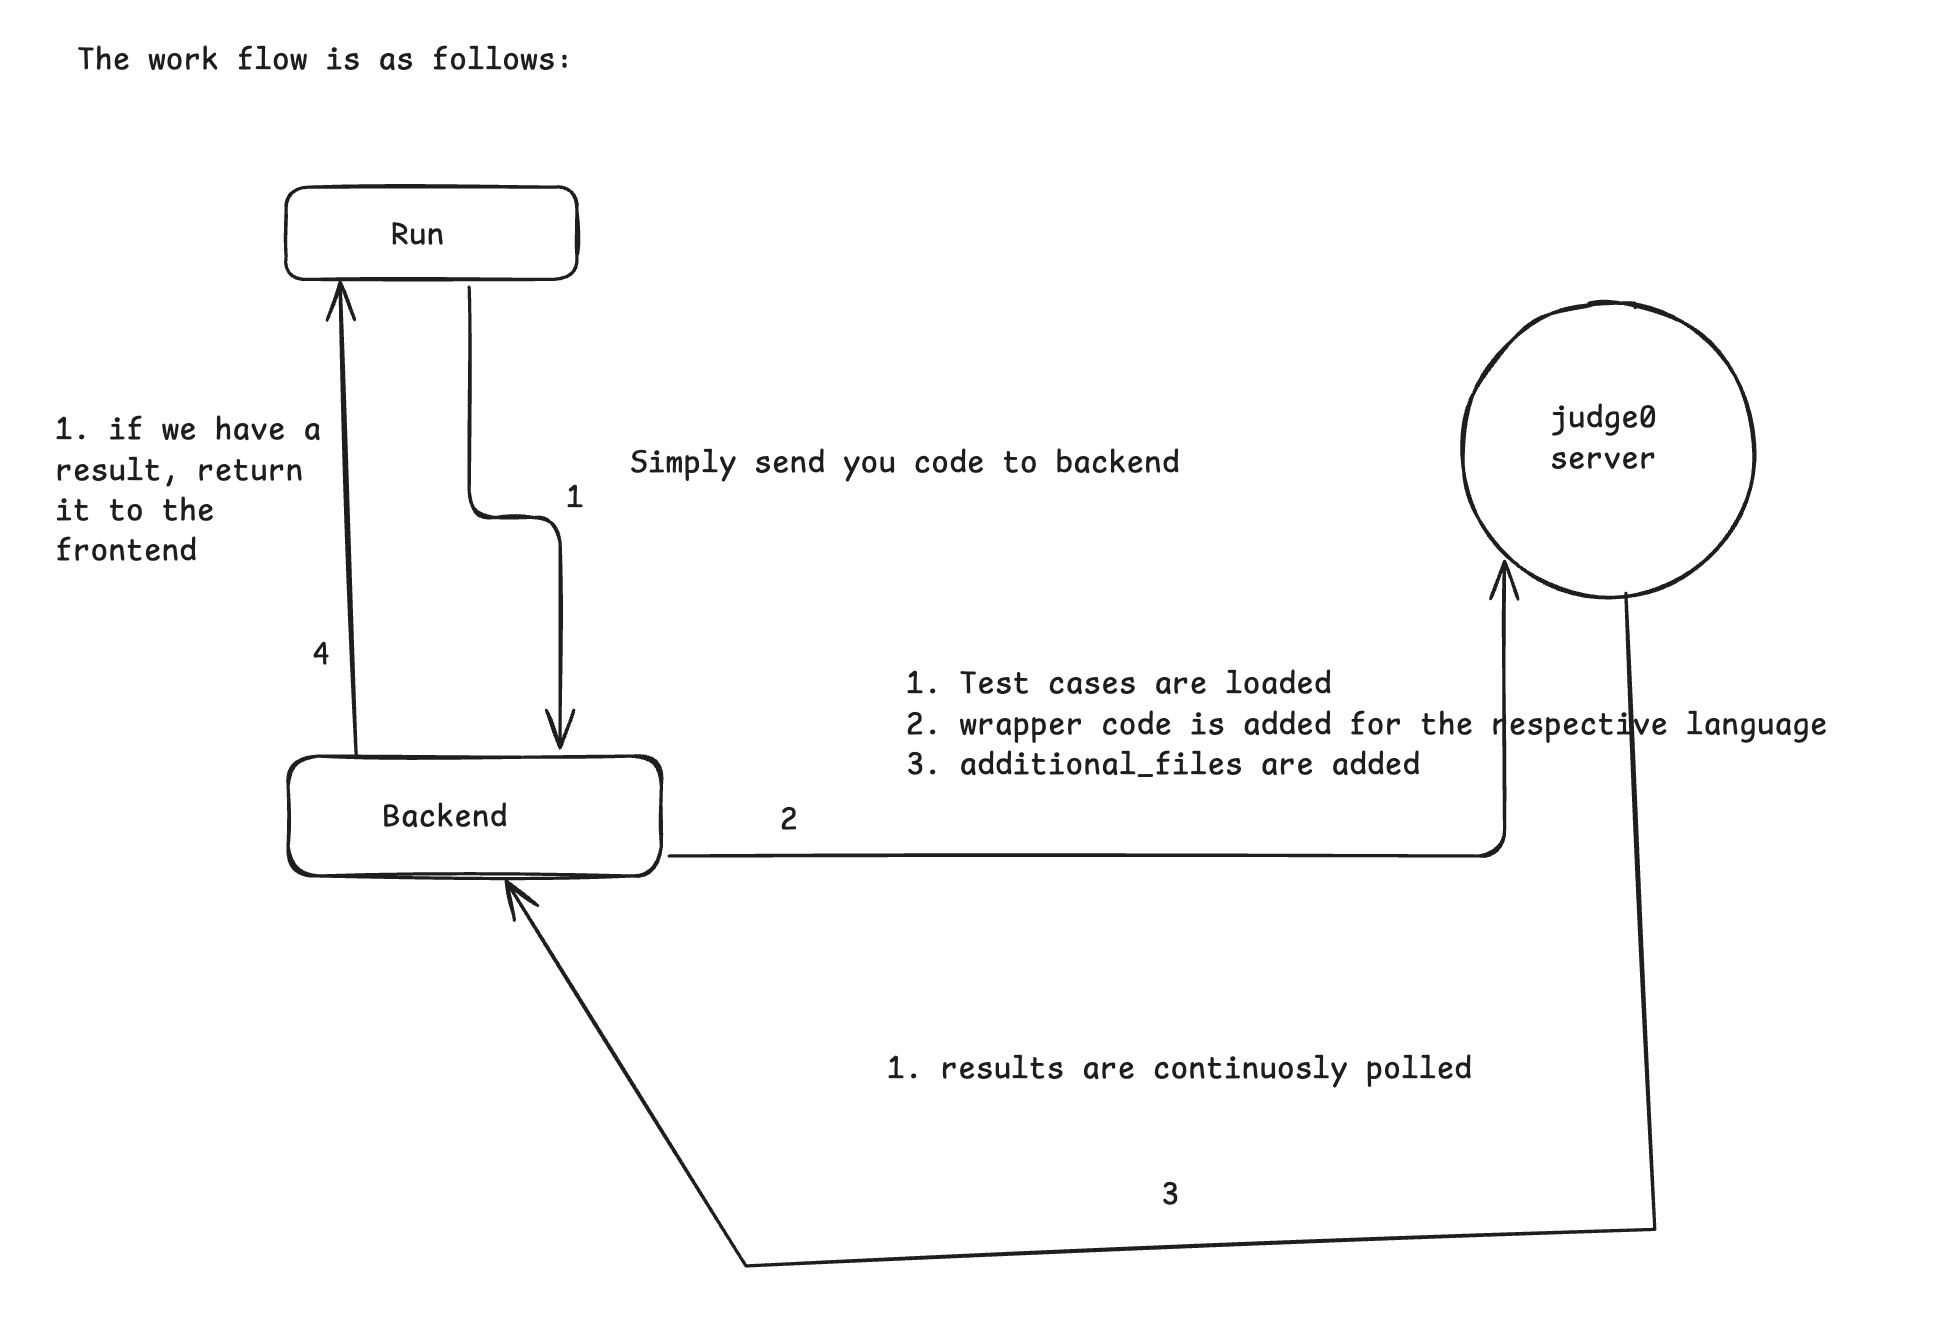 The work flow is as follows:
Run
1. if we have a
result, return
it to the
frontend
1
Simply send you code to backend
judge0
server
4
1. Test cases are loaded
2. wrapper code is added for the respective language
3. additional_files are added
Backend
2
1. results are continuosly polled
3